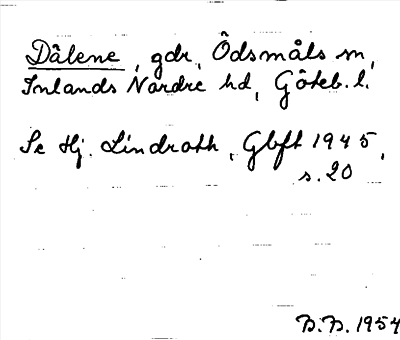 Dålene, gdr, Ödsmåls sn,
Inlands Nordre hd, Göteb. l.
Se Hj. Lindroth, Gbft 1945,
s. 20
B.B. 1954